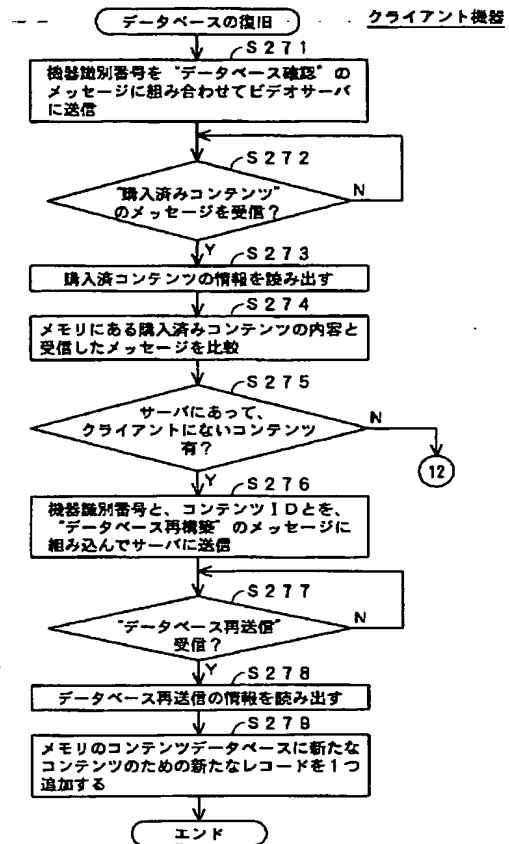 データベースの復旧
クライアント機器
S271
機器識別番号を“データベース確認”の
メッセージに組み合わせてビデオサーバ
に送信
S272
“購入済みコンテンツ”
のメッセージを受信？
N
Y
S273
購入済コンテンツの情報を読み出す
S274
メモリにある購入済みコンテンツの内容と
受信したメッセージを比較
S275
サーバにあって、
クライアントにないコンテンツ
有？
N
12
Y
S276
機器識別番号と、コンテンツIDとを、
“データベース再構築”のメッセージに
組み込んでサーバに送信
S277
“データベース再送信”
受信？
N
Y
S278
データベース再送信の情報を読み出す
S279
メモリのコンテンツデータベースに新たな
コンテンツのための新たなレコードを1つ
追加する
エンド